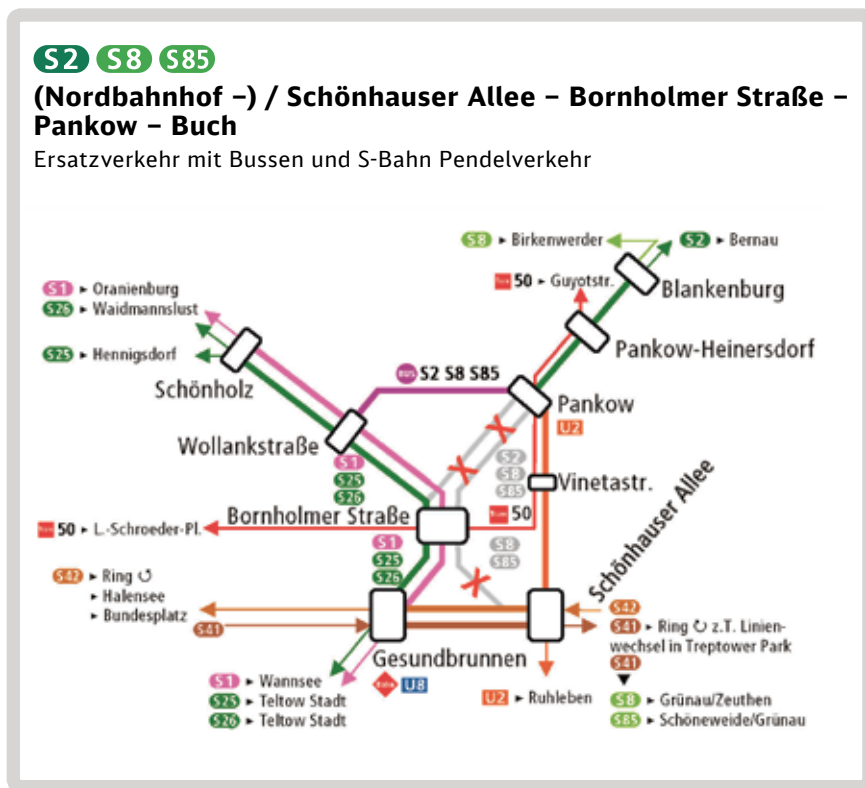 S2 S8 S85
(Nordbahnhof –) / Schönhauser Allee – Bornholmer Straße –
Pankow – Buch
Ersatzverkehr mit Bussen und S-Bahn Pendelverkehr
S8 ▸ Birkenwerder
S2 ▸ Bernau
50 ▸ Guyotstr.
Blankenburg
S1 ▸ Oranienburg
S26 ▸ Waidmannslust
S25 ▸ Hennigsdorf
Schönholz
Pankow-Heinersdorf
BUS S2 S8 S85
Pankow
U2
Wollankstraße
S1
S25
S26
S2
S8
S85
Vinetastr.
Bornholmer Straße
50 ▸ L.-Schroeder-Pl.
50
S1
S25
S26
S8
S85
Schönhauser Allee
S42 ▸ Ring ↺
▸ Halensee
▸ Bundesplatz
S41
S42
S41 ▸ Ring ↻ z.T. Linien-
wechsel in Treptower Park
S41
Gesundbrunnen
U8
S1 ▸ Wannsee
S25 ▸ Teltow Stadt
S26 ▸ Teltow Stadt
U2 ▸ Ruhleben
S8 ▸ Grünau/Zeuthen
S85 ▸ Schöneweide/Grünau